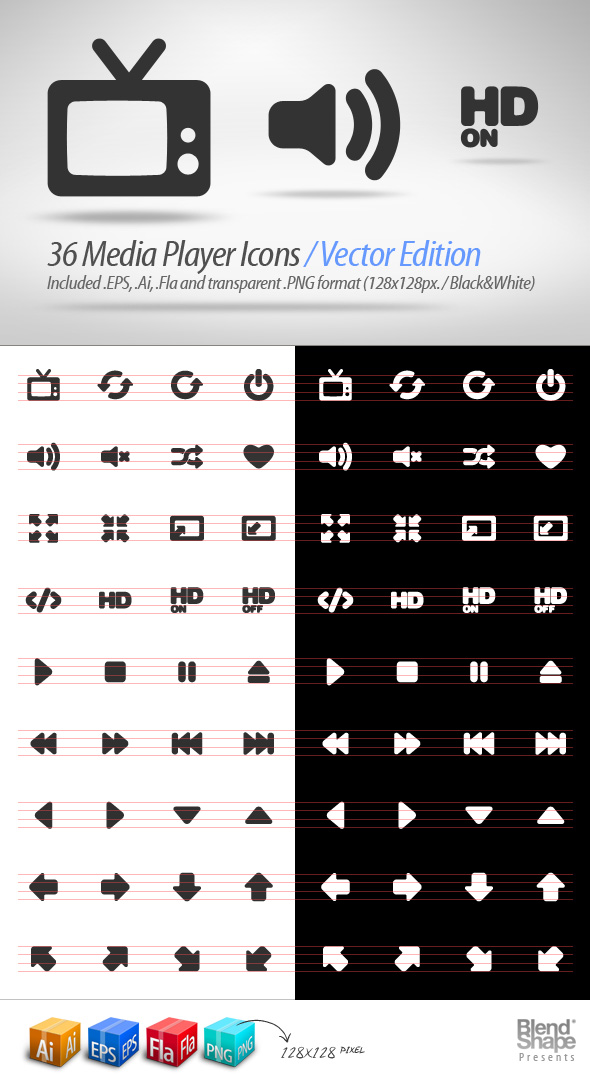 HD
ON
36 Media Player Icons / Vector Edition
Included .EPS, .Ai, .Fla and transparent .PNG format (128x128px. / Black&White)
HD HD ON HD OFF HD HD ON HD OFF
Ai Ai EPS EPS Fla Fla PNG PNG
128x128 PIXEL
Blend®
Shape
Presents